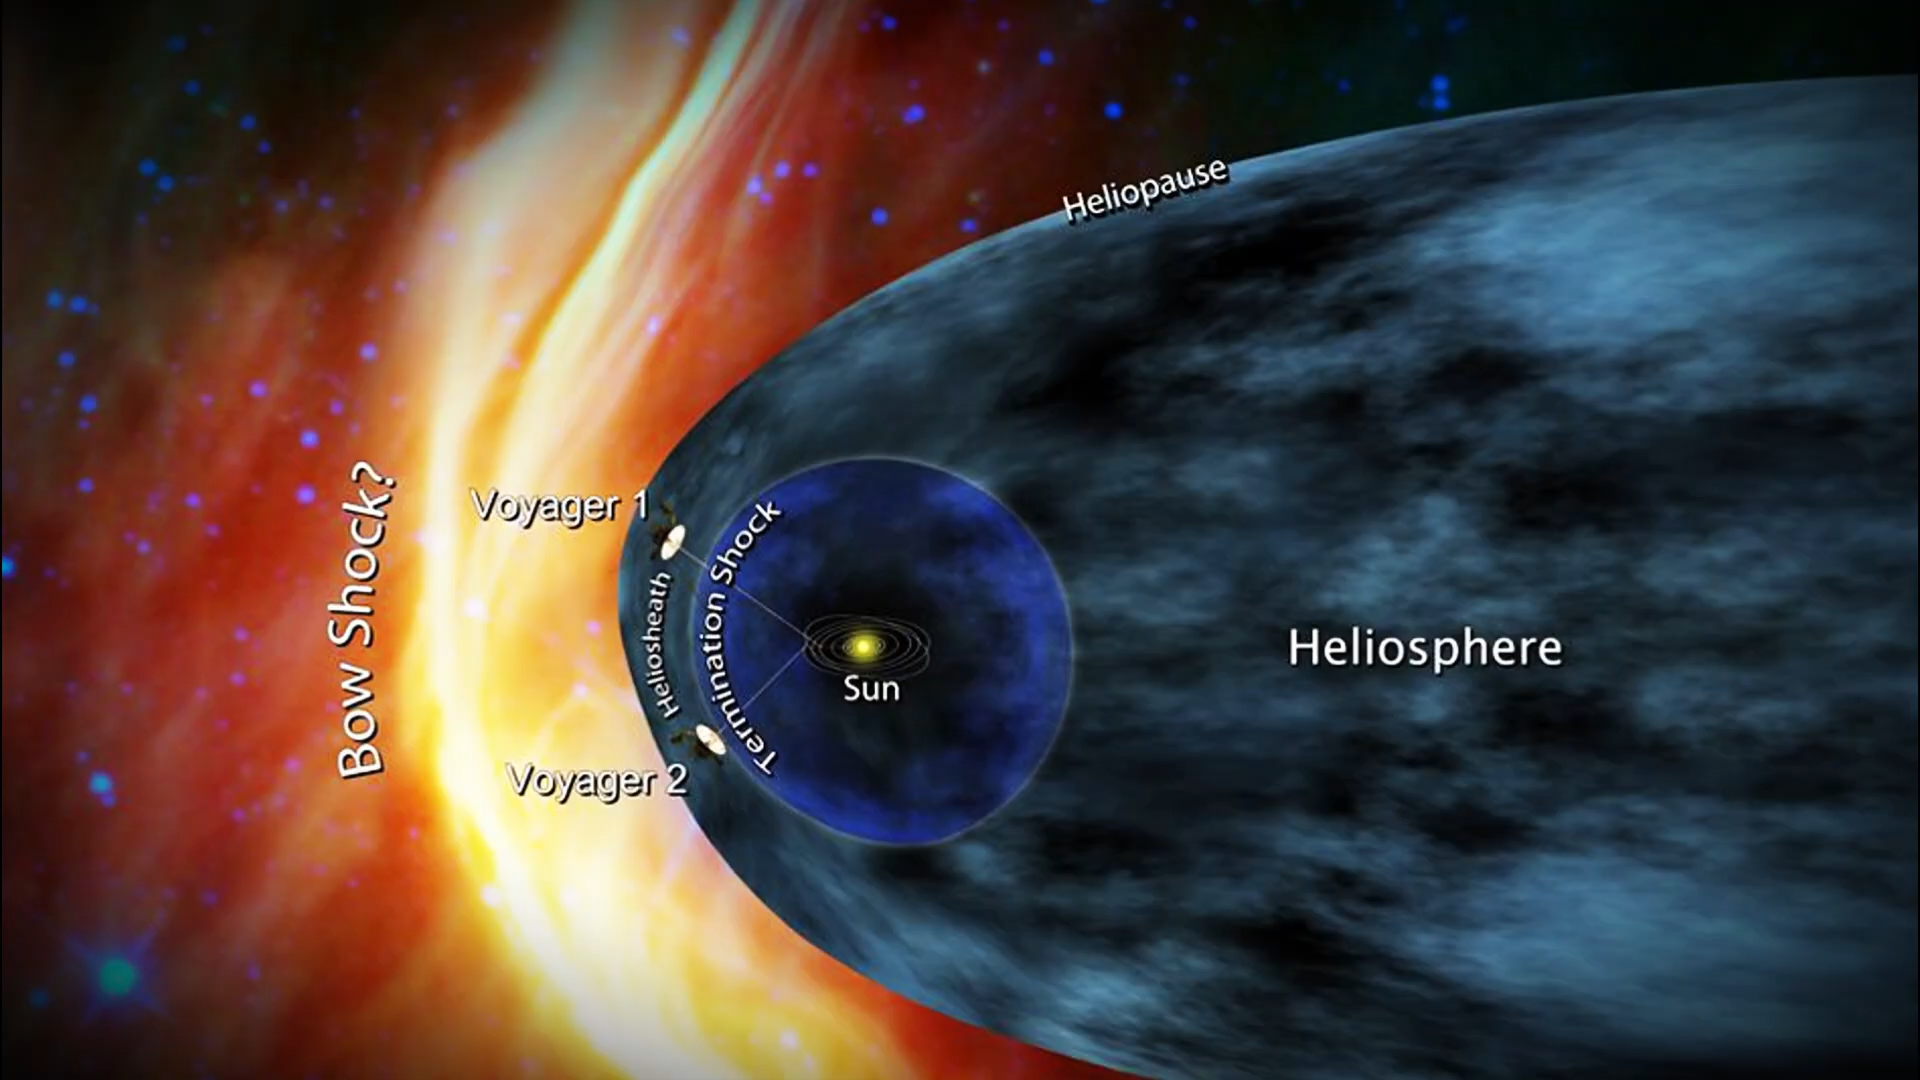 Heliopause
Bow Shock?
Voyager 1
Heliosheath
Termination Shock
Sun
Heliosphere
Voyager 2